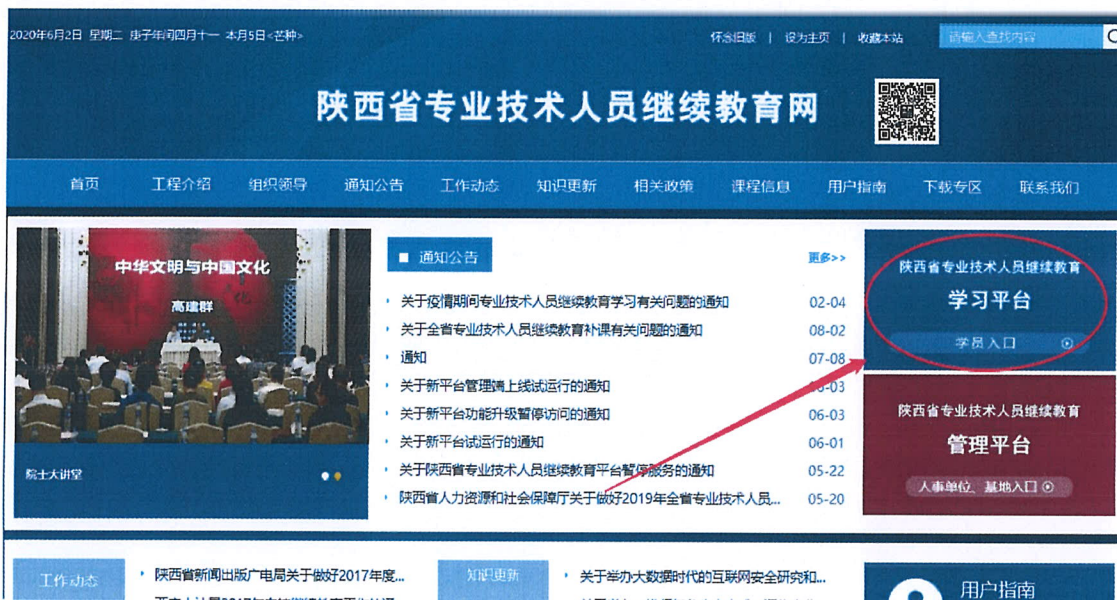 2020年6月2日 星期二 庚子年闰四月十一 本月5日<芒种>
怀念旧版 | 设为主页 | 收藏本站
请输入查找内容
陕西省专业技术人员继续教育网
首页 工程介绍 组织领导 通知公告 工作动态 知识更新 相关政策 课程信息 用户指南 下载专区 联系我们
中华文明与中国文化
高建群
院士大讲堂
通知公告 更多>>
关于疫情期间专业技术人员继续教育学习有关问题的通知 02-04
关于全省专业技术人员继续教育补课有关问题的通知 08-02
通知 07-08
关于新平台管理端上线试运行的通知 -03
关于新平台功能升级暂停访问的通知 06-03
关于新平台试运行的通知 06-01
关于陕西省专业技术人员继续教育平台暂停服务的通知 05-22
陕西省人力资源和社会保障厅关于做好2019年全省专业技术人员... 05-20
陕西省专业技术人员继续教育
学习平台
学员入口
陕西省专业技术人员继续教育
管理平台
人事单位、基地入口
工作动态
陕西省新闻出版广电局关于做好2017年度...
知识更新
关于举办大数据时代的互联网安全研究和...
用户指南